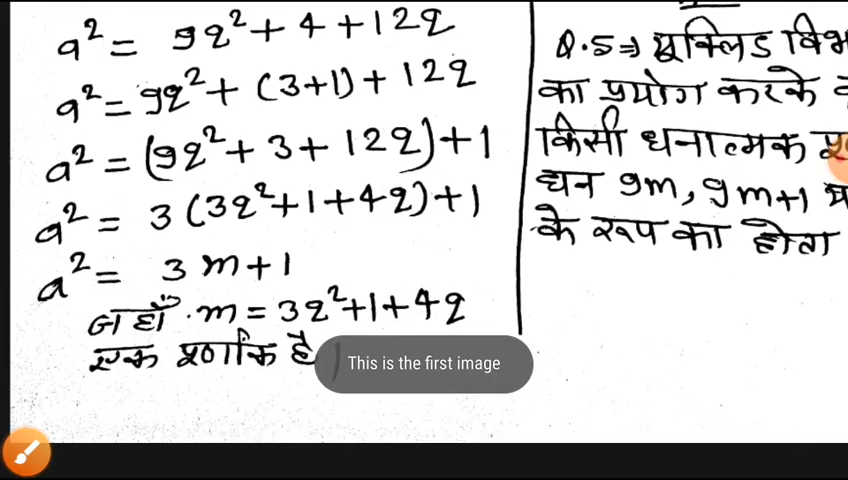 a² = 9q² + 4 + 12q
a² = 9q² + (3+1) + 12q
a² = (9q² + 3 + 12q) + 1
a² = 3 (3q² + 1 + 4q) + 1
a² = 3 m + 1
जहाँ m = 3q² + 1 + 4q
एक पूर्णांक है
Q.5 ⇒ यूक्लिड
का प्रयोग करके
किसी धनात्मक
घन 9m, 9m+1
के रूप का होता
This is the first image